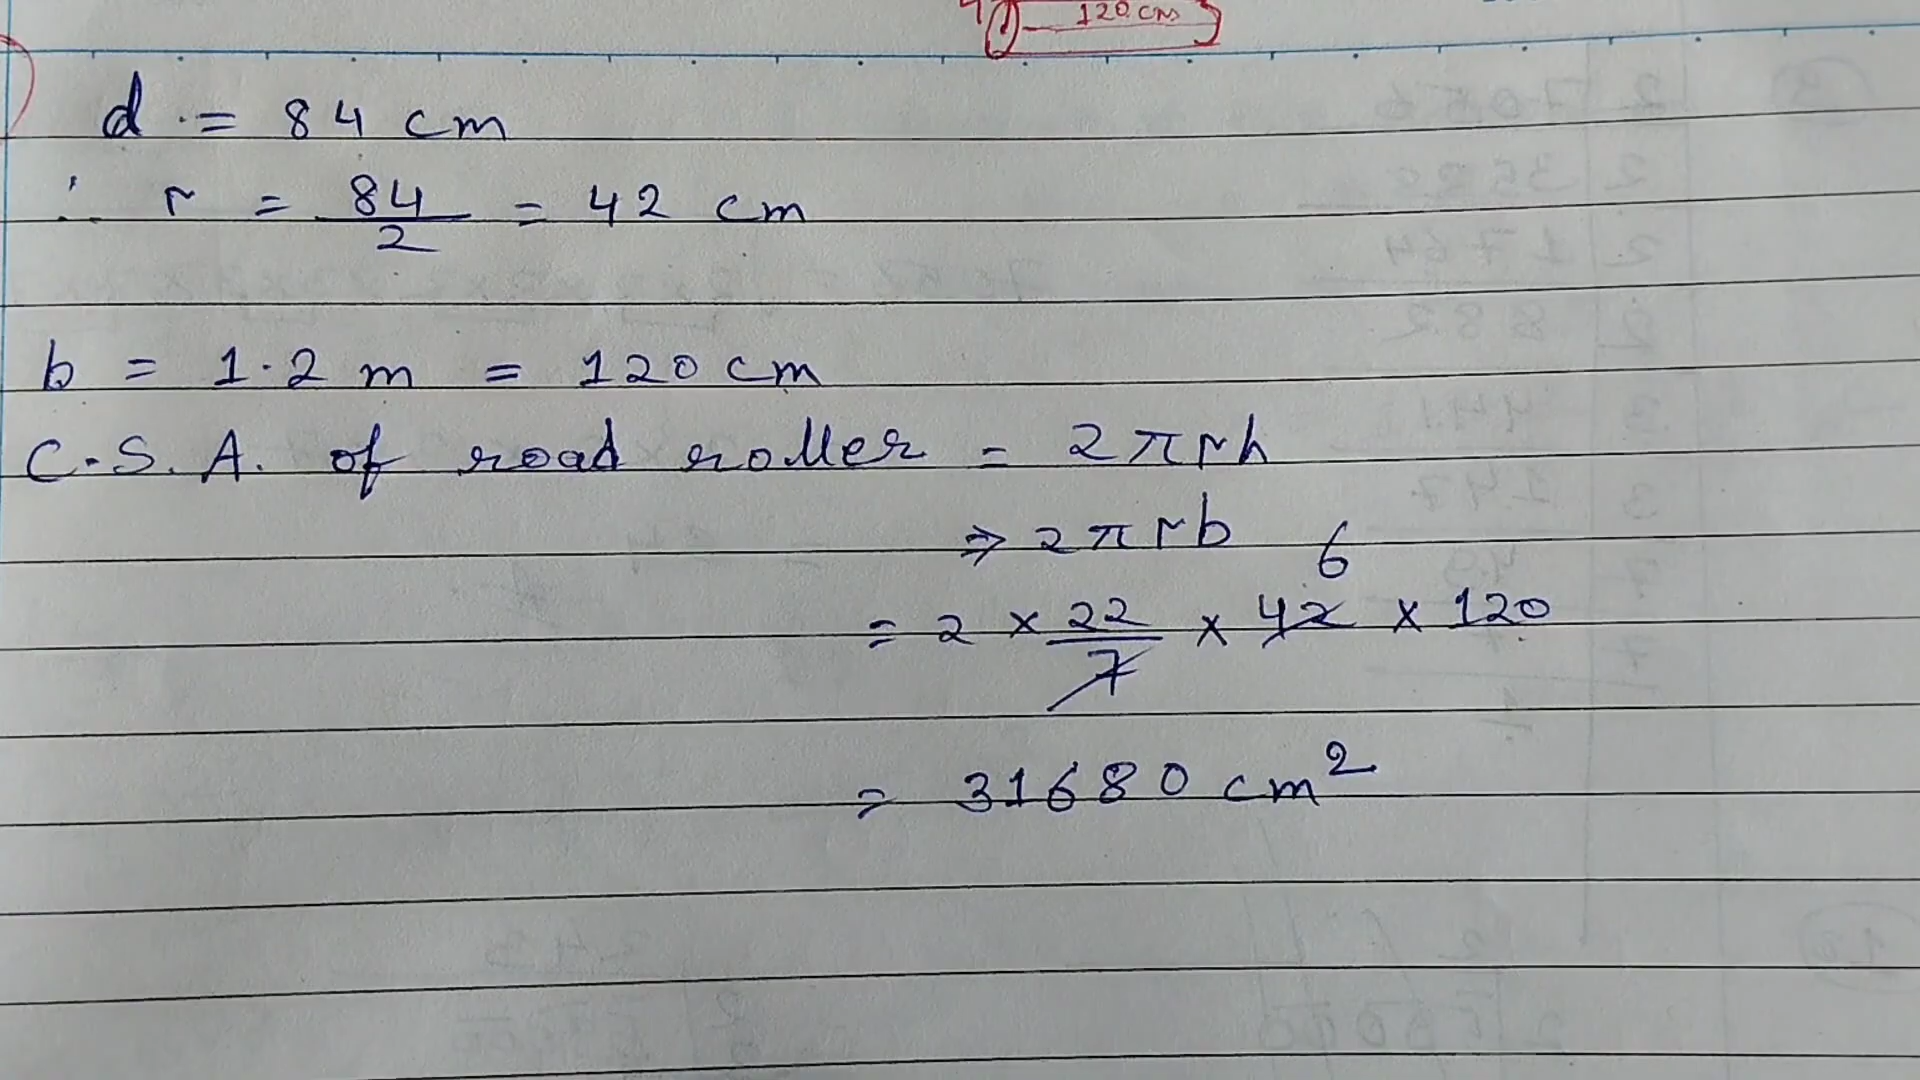 120 cm
d = 84 cm
∴ r = 84/2 = 42 cm
b = 1.2 m = 120 cm
C.S.A. of road roller = 2πrh
⇒ 2πrb
6
= 2 × 22/7 × 42 × 120
= 31680 cm²